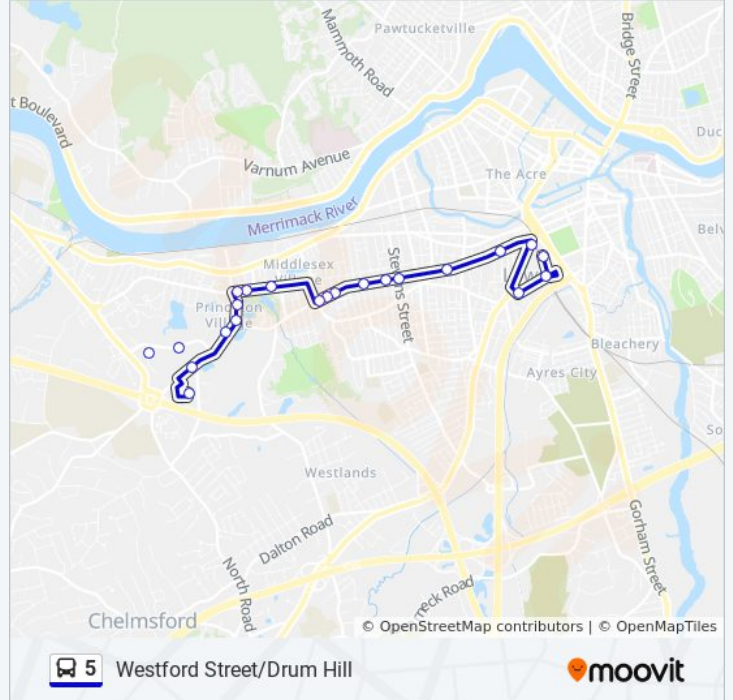 Pawtucketville
Bridge Street
Mammoth Road
t Boulevard
Duc
Varnum Avenue
The Acre
Merrimack River
Belv
Middlesex
Stevens Street
Princeton
Village
Bleachery
Ayres City
So
Westlands
Gorham Street
Dalton Road
North Road
neck Road
Chelmsford
© OpenStreetMap contributors | © OpenMapTiles
5 Westford Street/Drum Hill
moovit